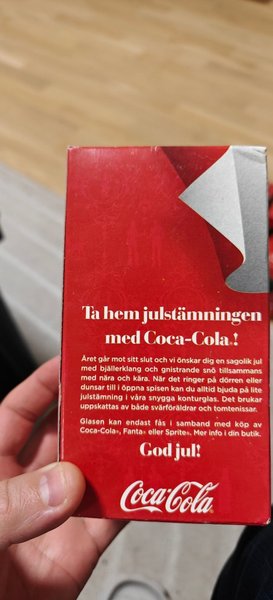 Ta hem julstämningen
med Coca-Cola®!
Året går mot sitt slut och vi önskar dig en sagolik jul
med bjällerklang och gnistrande snö tillsammans
med nära och kära. När det ringer på dörren eller
dunsar till i öppna spisen kan du alltid bjuda på lite
julstämning i våra snygga konturglas. Det brukar
uppskattas av både svärföräldrar och tomtenissar.
Glasen kan endast fås i samband med köp av
Coca-Cola®, Fanta® eller Sprite®. Mer info i din butik.
God jul!
Coca-Cola